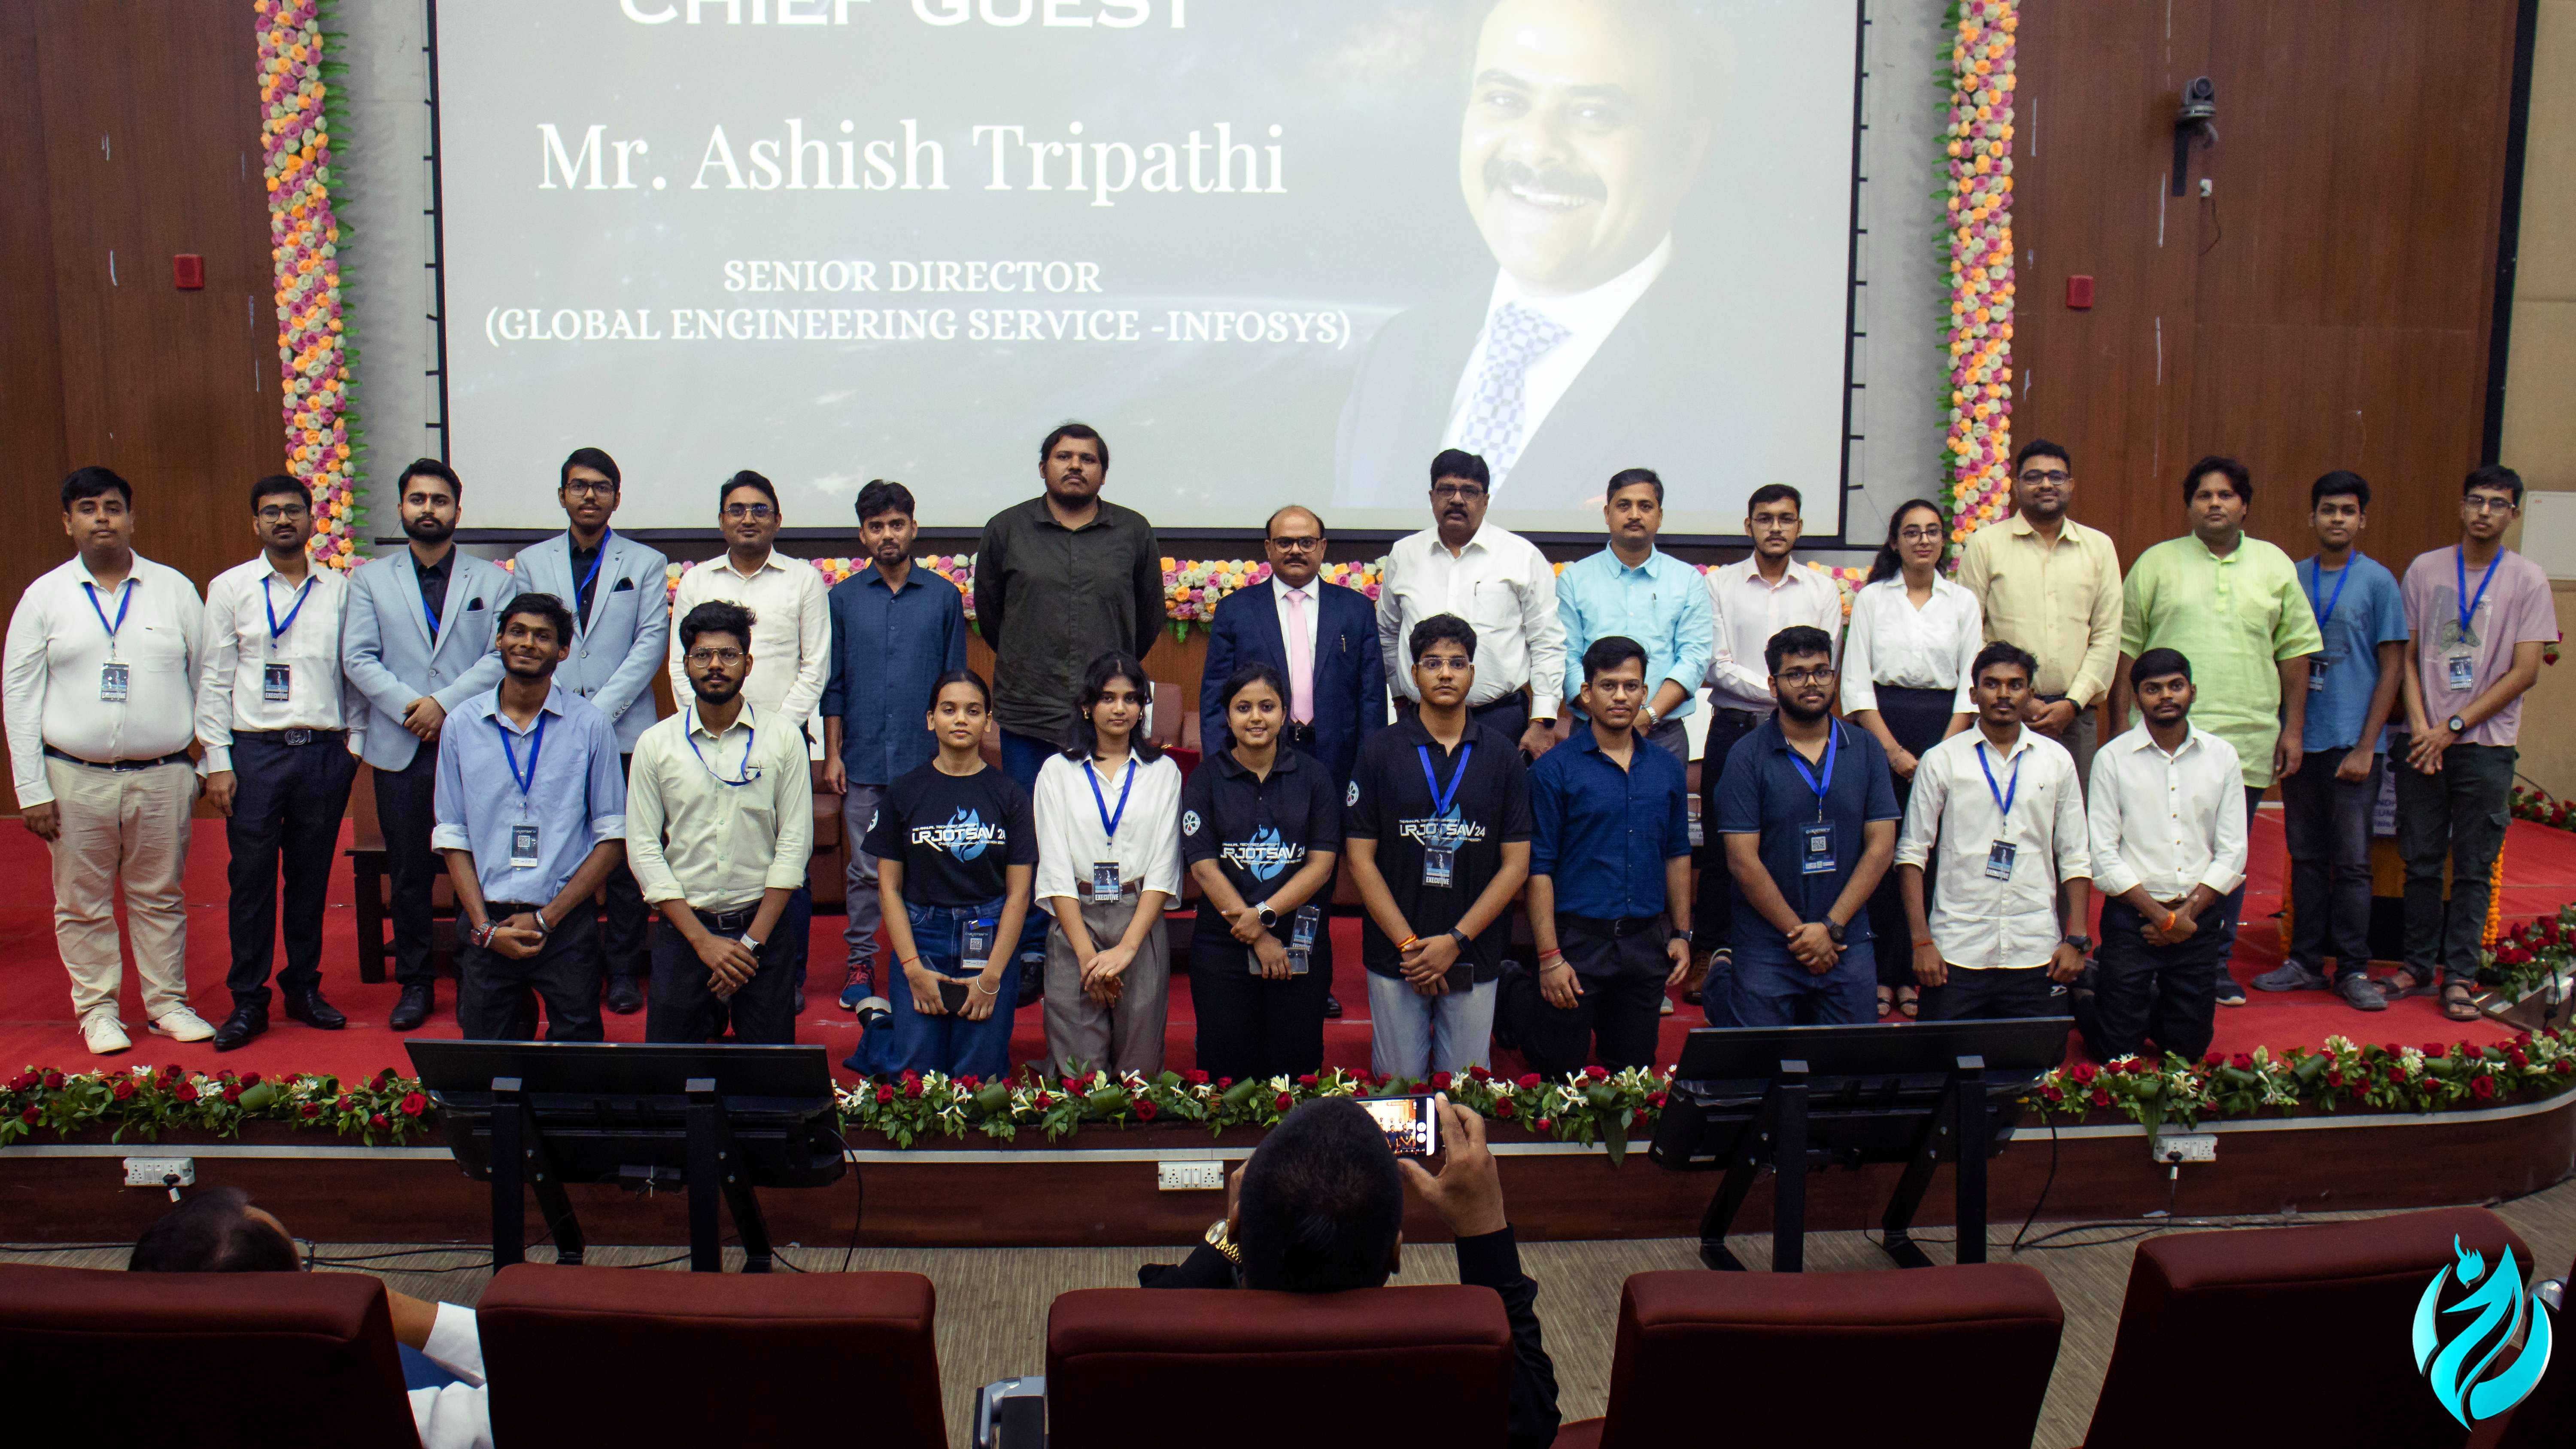 CHIEF GUEST
Mr. Ashish Tripathi
SENIOR DIRECTOR
(GLOBAL ENGINEERING SERVICE -INFOSYS)
URJOTSAV 24
URJOTSAV 24
URJOTSAV 24
EXECUTIVE
EXECUTIVE
EXECUTIVE